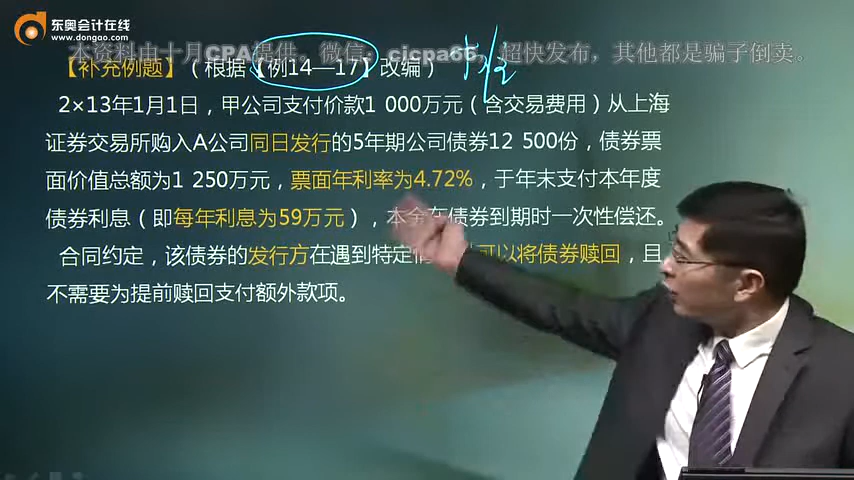 东奥会计在线
www.dongao.com
本资料由十月CPA提供。微信：cicpa66，超快发布，其他都是骗子倒卖。
【补充例题】（根据【例14—17】改编）
2×13年1月1日，甲公司支付价款1 000万元（含交易费用）从上海
证券交易所购入A公司同日发行的5年期公司债券12 500份，债券票
面价值总额为1 250万元，票面年利率为4.72%，于年末支付本年度
债券利息（即每年利息为59万元），本金在债券到期时一次性偿还。
合同约定，该债券的发行方在遇到特定情 可以将债券赎回，且
不需要为提前赎回支付额外款项。